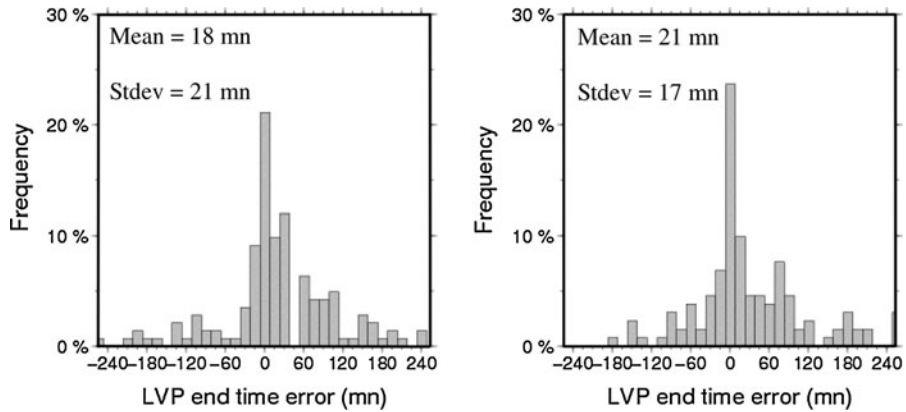 30 %
20 %
10 %
0 %
Frequency
Mean = 18 mn
Stdev = 21 mn
−240 −180 −120 −60 0 60 120 180 240
LVP end time error (mn)
30 %
20 %
10 %
0 %
Frequency
Mean = 21 mn
Stdev = 17 mn
−240 −180 −120 −60 0 60 120 180 240
LVP end time error (mn)